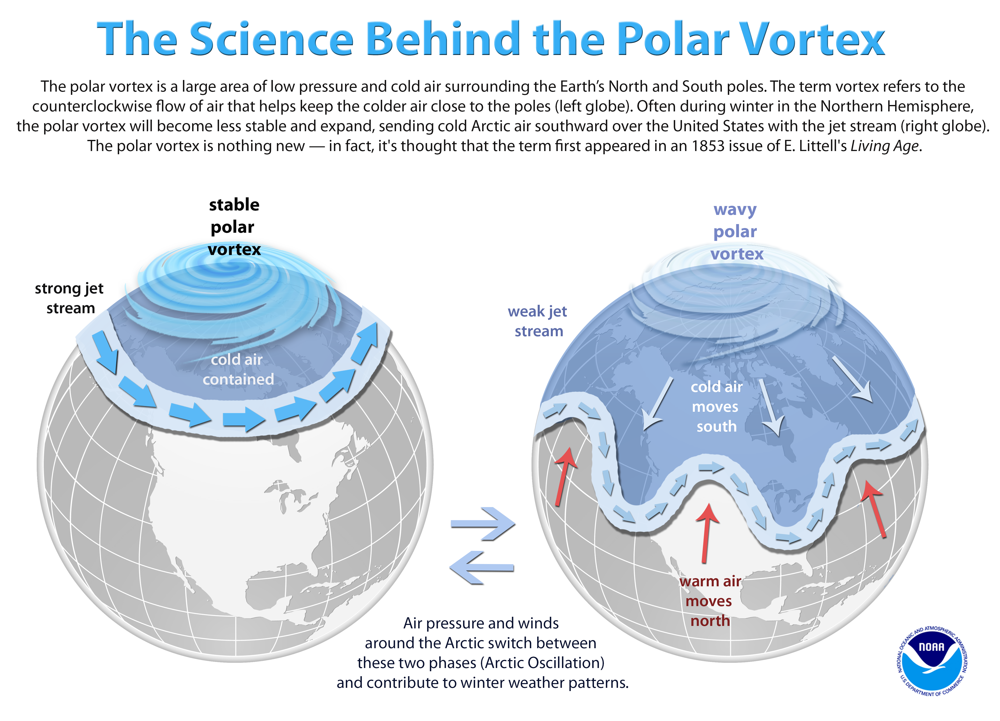 The Science Behind the Polar Vortex
The polar vortex is a large area of low pressure and cold air surrounding the Earth’s North and South poles. The term vortex refers to the
counterclockwise flow of air that helps keep the colder air close to the poles (left globe). Often during winter in the Northern Hemisphere,
the polar vortex will become less stable and expand, sending cold Arctic air southward over the United States with the jet stream (right globe).
The polar vortex is nothing new — in fact, it's thought that the term first appeared in an 1853 issue of E. Littell's Living Age.
stable
polar
vortex
strong jet
stream
cold air
contained
wavy
polar
vortex
weak jet
stream
cold air
moves
south
warm air
moves
north
Air pressure and winds
around the Arctic switch between
these two phases (Arctic Oscillation)
and contribute to winter weather patterns.
NATIONAL OCEANIC AND ATMOSPHERIC ADMINISTRATION
NOAA
U.S. DEPARTMENT OF COMMERCE